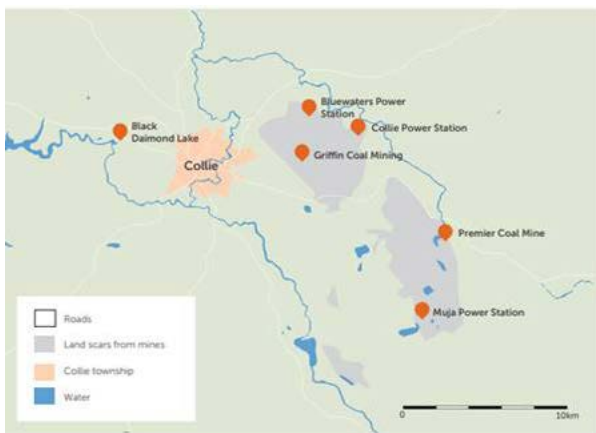 Bluewaters Power
Station
Black
Daimond Lake
Collie Power Station
Collie
Griffin Coal Mining
Premier Coal Mine
Muja Power Station
Roads
Land scars from mines
Collie township
Water
0
10km